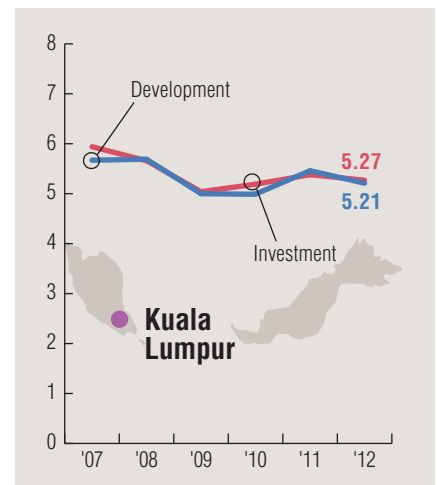 8
7
Development
6
5.27
5
5.21
Investment
4
3
Kuala
Lumpur
2
1
0
'07 '08 '09 '10 '11 '12